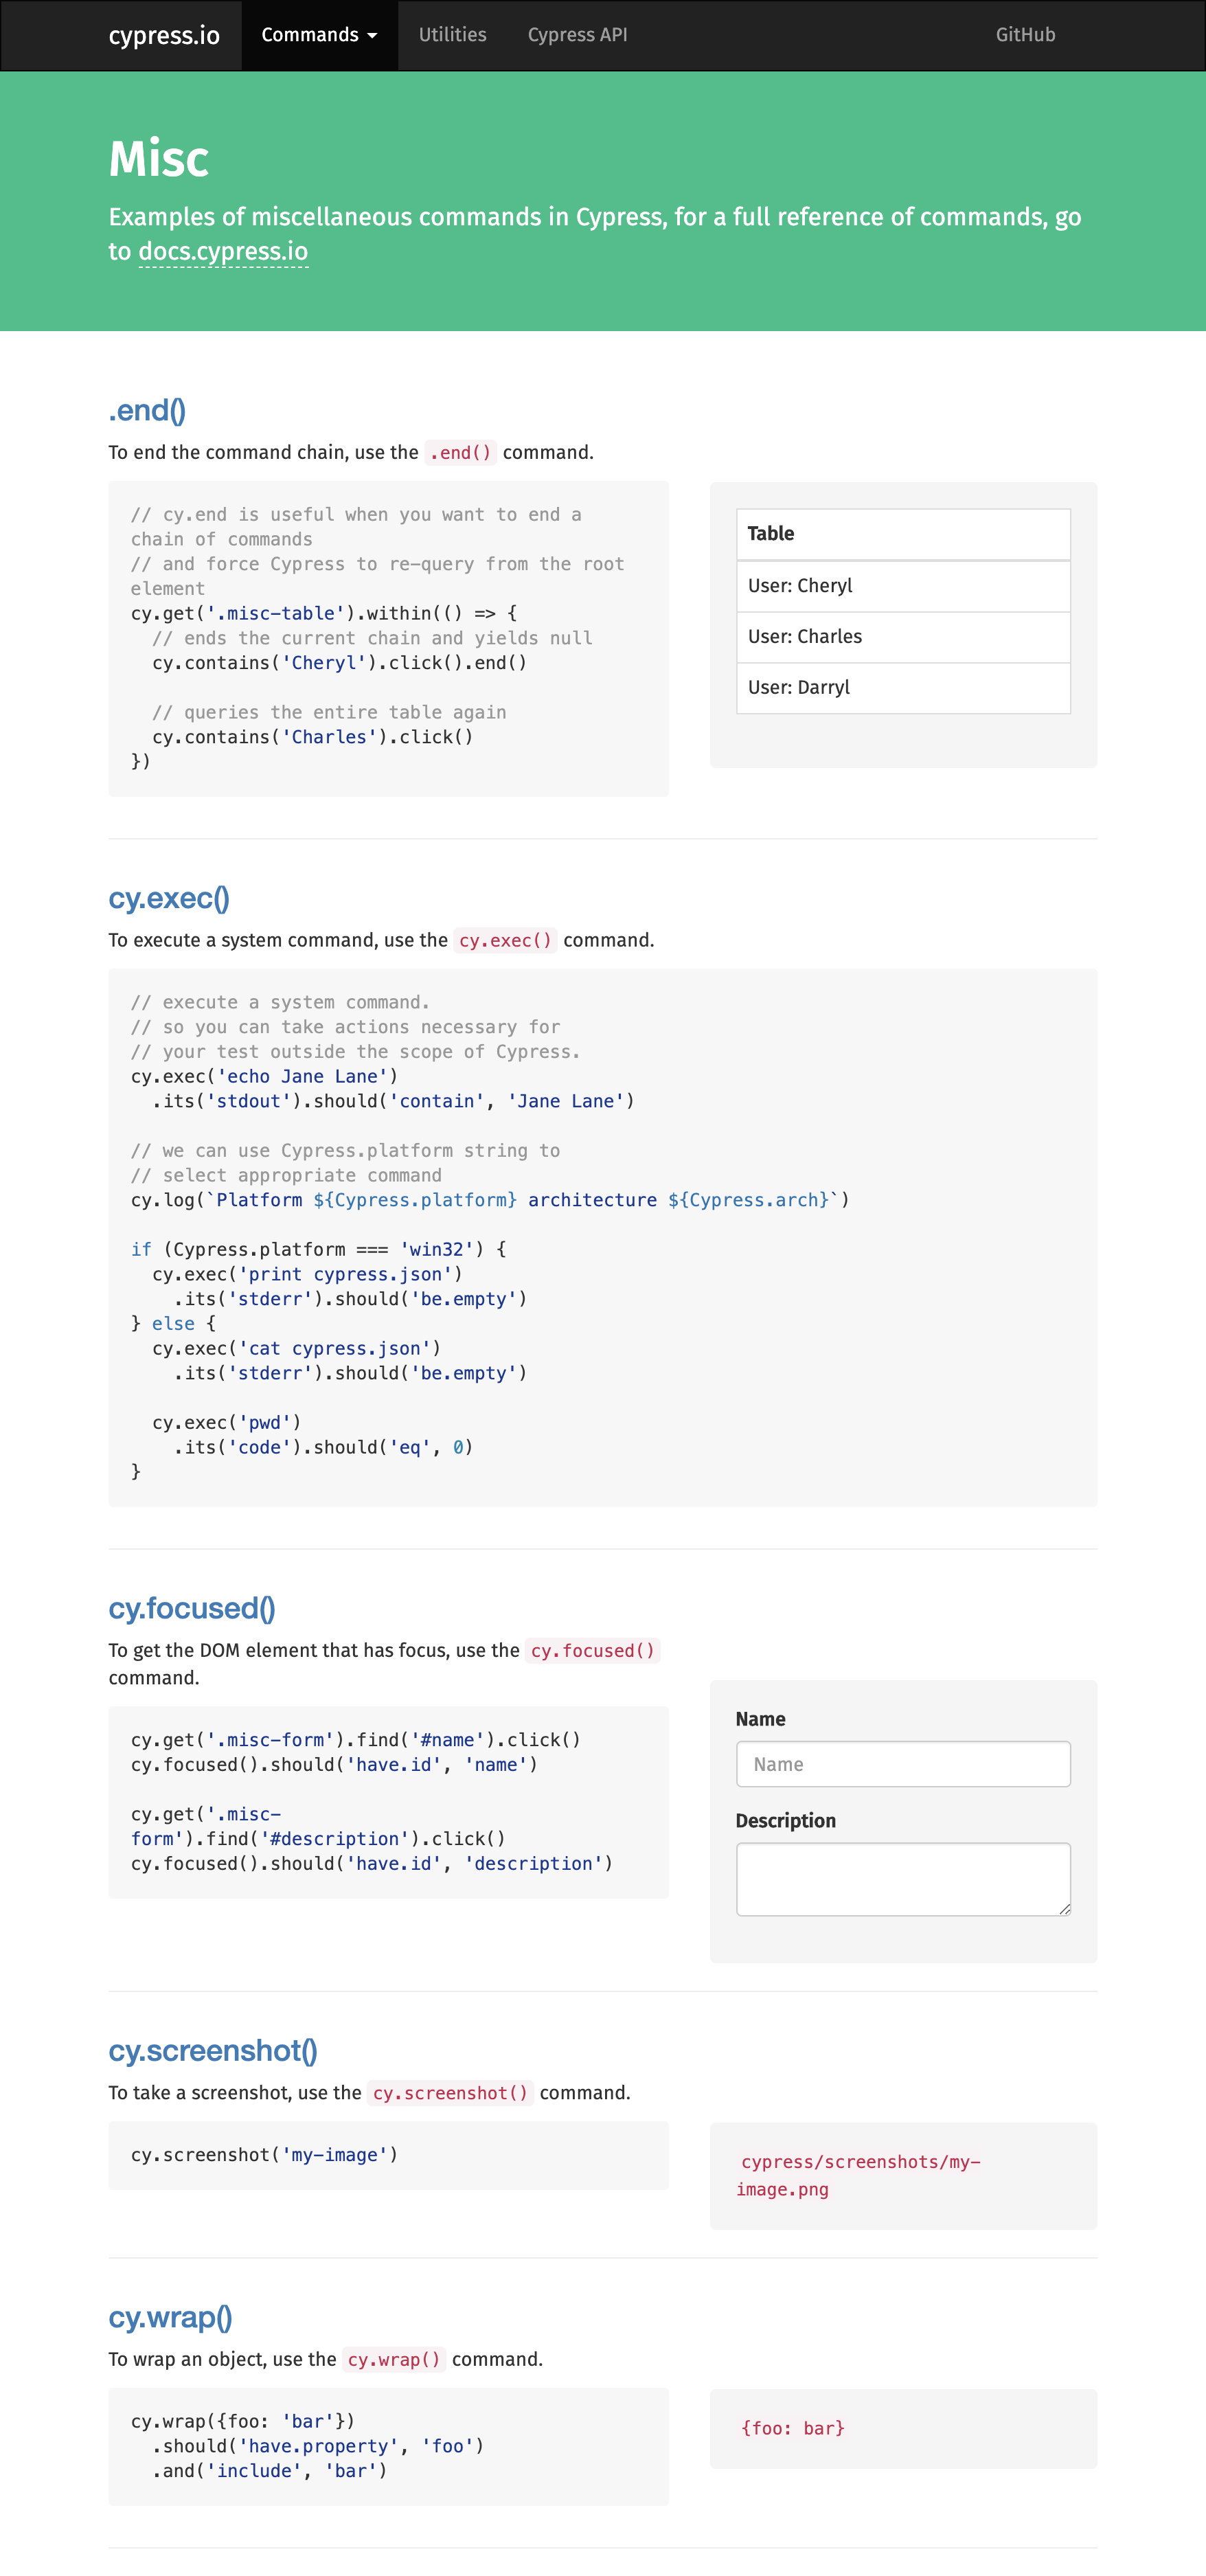 cypress.io Commands Utilities Cypress API GitHub
Misc
Examples of miscellaneous commands in Cypress, for a full reference of commands, go
to docs.cypress.io
.end()
To end the command chain, use the .end() command.
// cy.end is useful when you want to end a
chain of commands
// and force Cypress to re-query from the root
element
cy.get('.misc-table').within(() => {
  // ends the current chain and yields null
  cy.contains('Cheryl').click().end()

  // queries the entire table again
  cy.contains('Charles').click()
})
Table
User: Cheryl
User: Charles
User: Darryl
cy.exec()
To execute a system command, use the cy.exec() command.
// execute a system command.
// so you can take actions necessary for
// your test outside the scope of Cypress.
cy.exec('echo Jane Lane')
  .its('stdout').should('contain', 'Jane Lane')

// we can use Cypress.platform string to
// select appropriate command
cy.log(`Platform ${Cypress.platform} architecture ${Cypress.arch}`)

if (Cypress.platform === 'win32') {
  cy.exec('print cypress.json')
    .its('stderr').should('be.empty')
} else {
  cy.exec('cat cypress.json')
    .its('stderr').should('be.empty')

  cy.exec('pwd')
    .its('code').should('eq', 0)
}
cy.focused()
To get the DOM element that has focus, use the cy.focused()
command.
cy.get('.misc-form').find('#name').click()
cy.focused().should('have.id', 'name')

cy.get('.misc-
form').find('#description').click()
cy.focused().should('have.id', 'description')
Name
Name
Description
cy.screenshot()
To take a screenshot, use the cy.screenshot() command.
cy.screenshot('my-image')
cypress/screenshots/my-
image.png
cy.wrap()
To wrap an object, use the cy.wrap() command.
cy.wrap({foo: 'bar'})
  .should('have.property', 'foo')
  .and('include', 'bar')
{foo: bar}